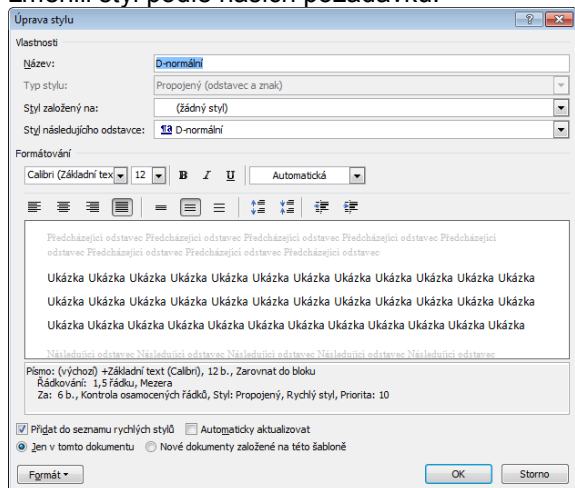 změnili styl podle našich požadavků.
Úprava stylu
Vlastnosti
Název: D-normální
Typ stylu: Propojený (odstavec a znak)
Styl založený na: (žádný styl)
Styl následujícího odstavce: ¶a D-normální
Formátování
Calibri (Základní tex 12 B I U Automatická
Předcházející odstavec Předcházející odstavec Předcházející odstavec Předcházející odstavec Předcházející
odstavec Předcházející odstavec Předcházející odstavec Předcházející odstavec
Ukázka Ukázka Ukázka Ukázka Ukázka Ukázka Ukázka Ukázka Ukázka Ukázka Ukázka Ukázka
Ukázka Ukázka Ukázka Ukázka Ukázka Ukázka Ukázka Ukázka Ukázka Ukázka Ukázka Ukázka
Ukázka Ukázka Ukázka Ukázka Ukázka Ukázka Ukázka Ukázka Ukázka Ukázka Ukázka
Následující odstavec Následující odstavec Následující odstavec Následující odstavec Následující odstavec
Písmo: (výchozí) +Základní text (Calibri), 12 b., Zarovnat do bloku
Řádkování: 1,5 řádku, Mezera
Za: 6 b., Kontrola osamocených řádků, Styl: Propojený, Rychlý styl, Priorita: 10
Přidat do seznamu rychlých stylů Automaticky aktualizovat
Jen v tomto dokumentu Nové dokumenty založené na této šabloně
Formát OK Storno